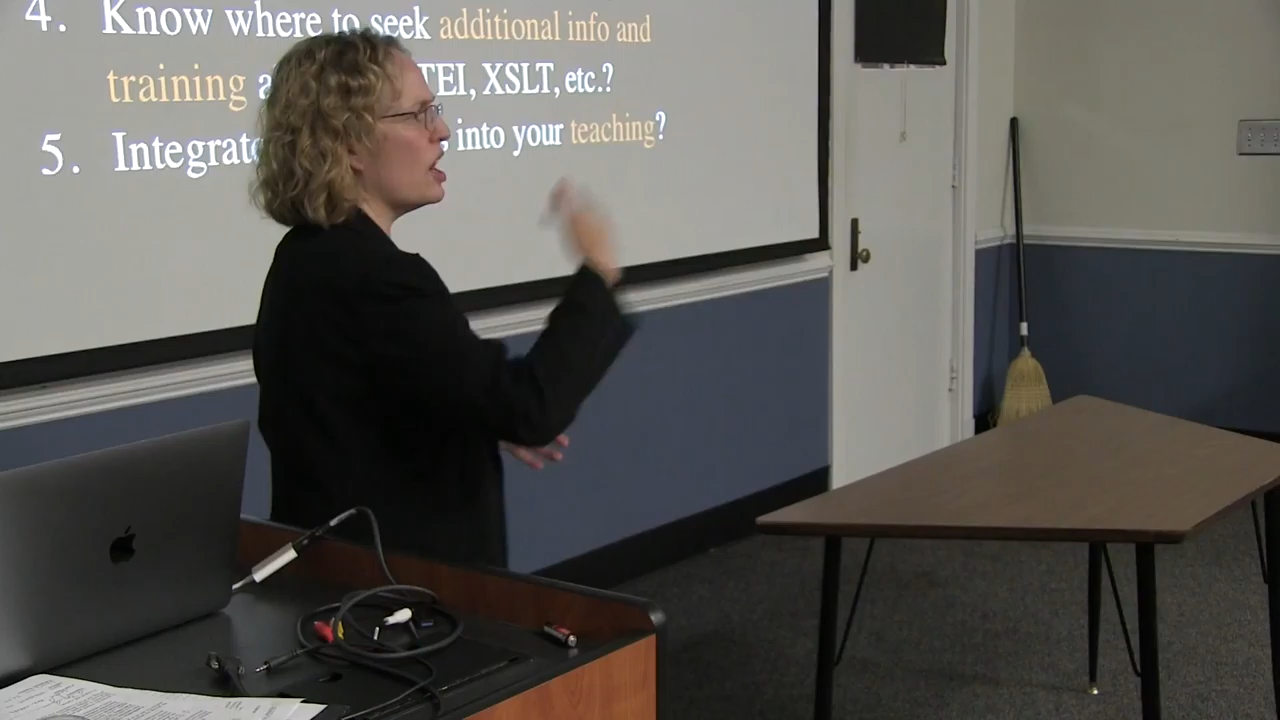 4. Know where to seek additional info and
training a TEI, XSLT, etc.?
5. Integrate into your teaching?